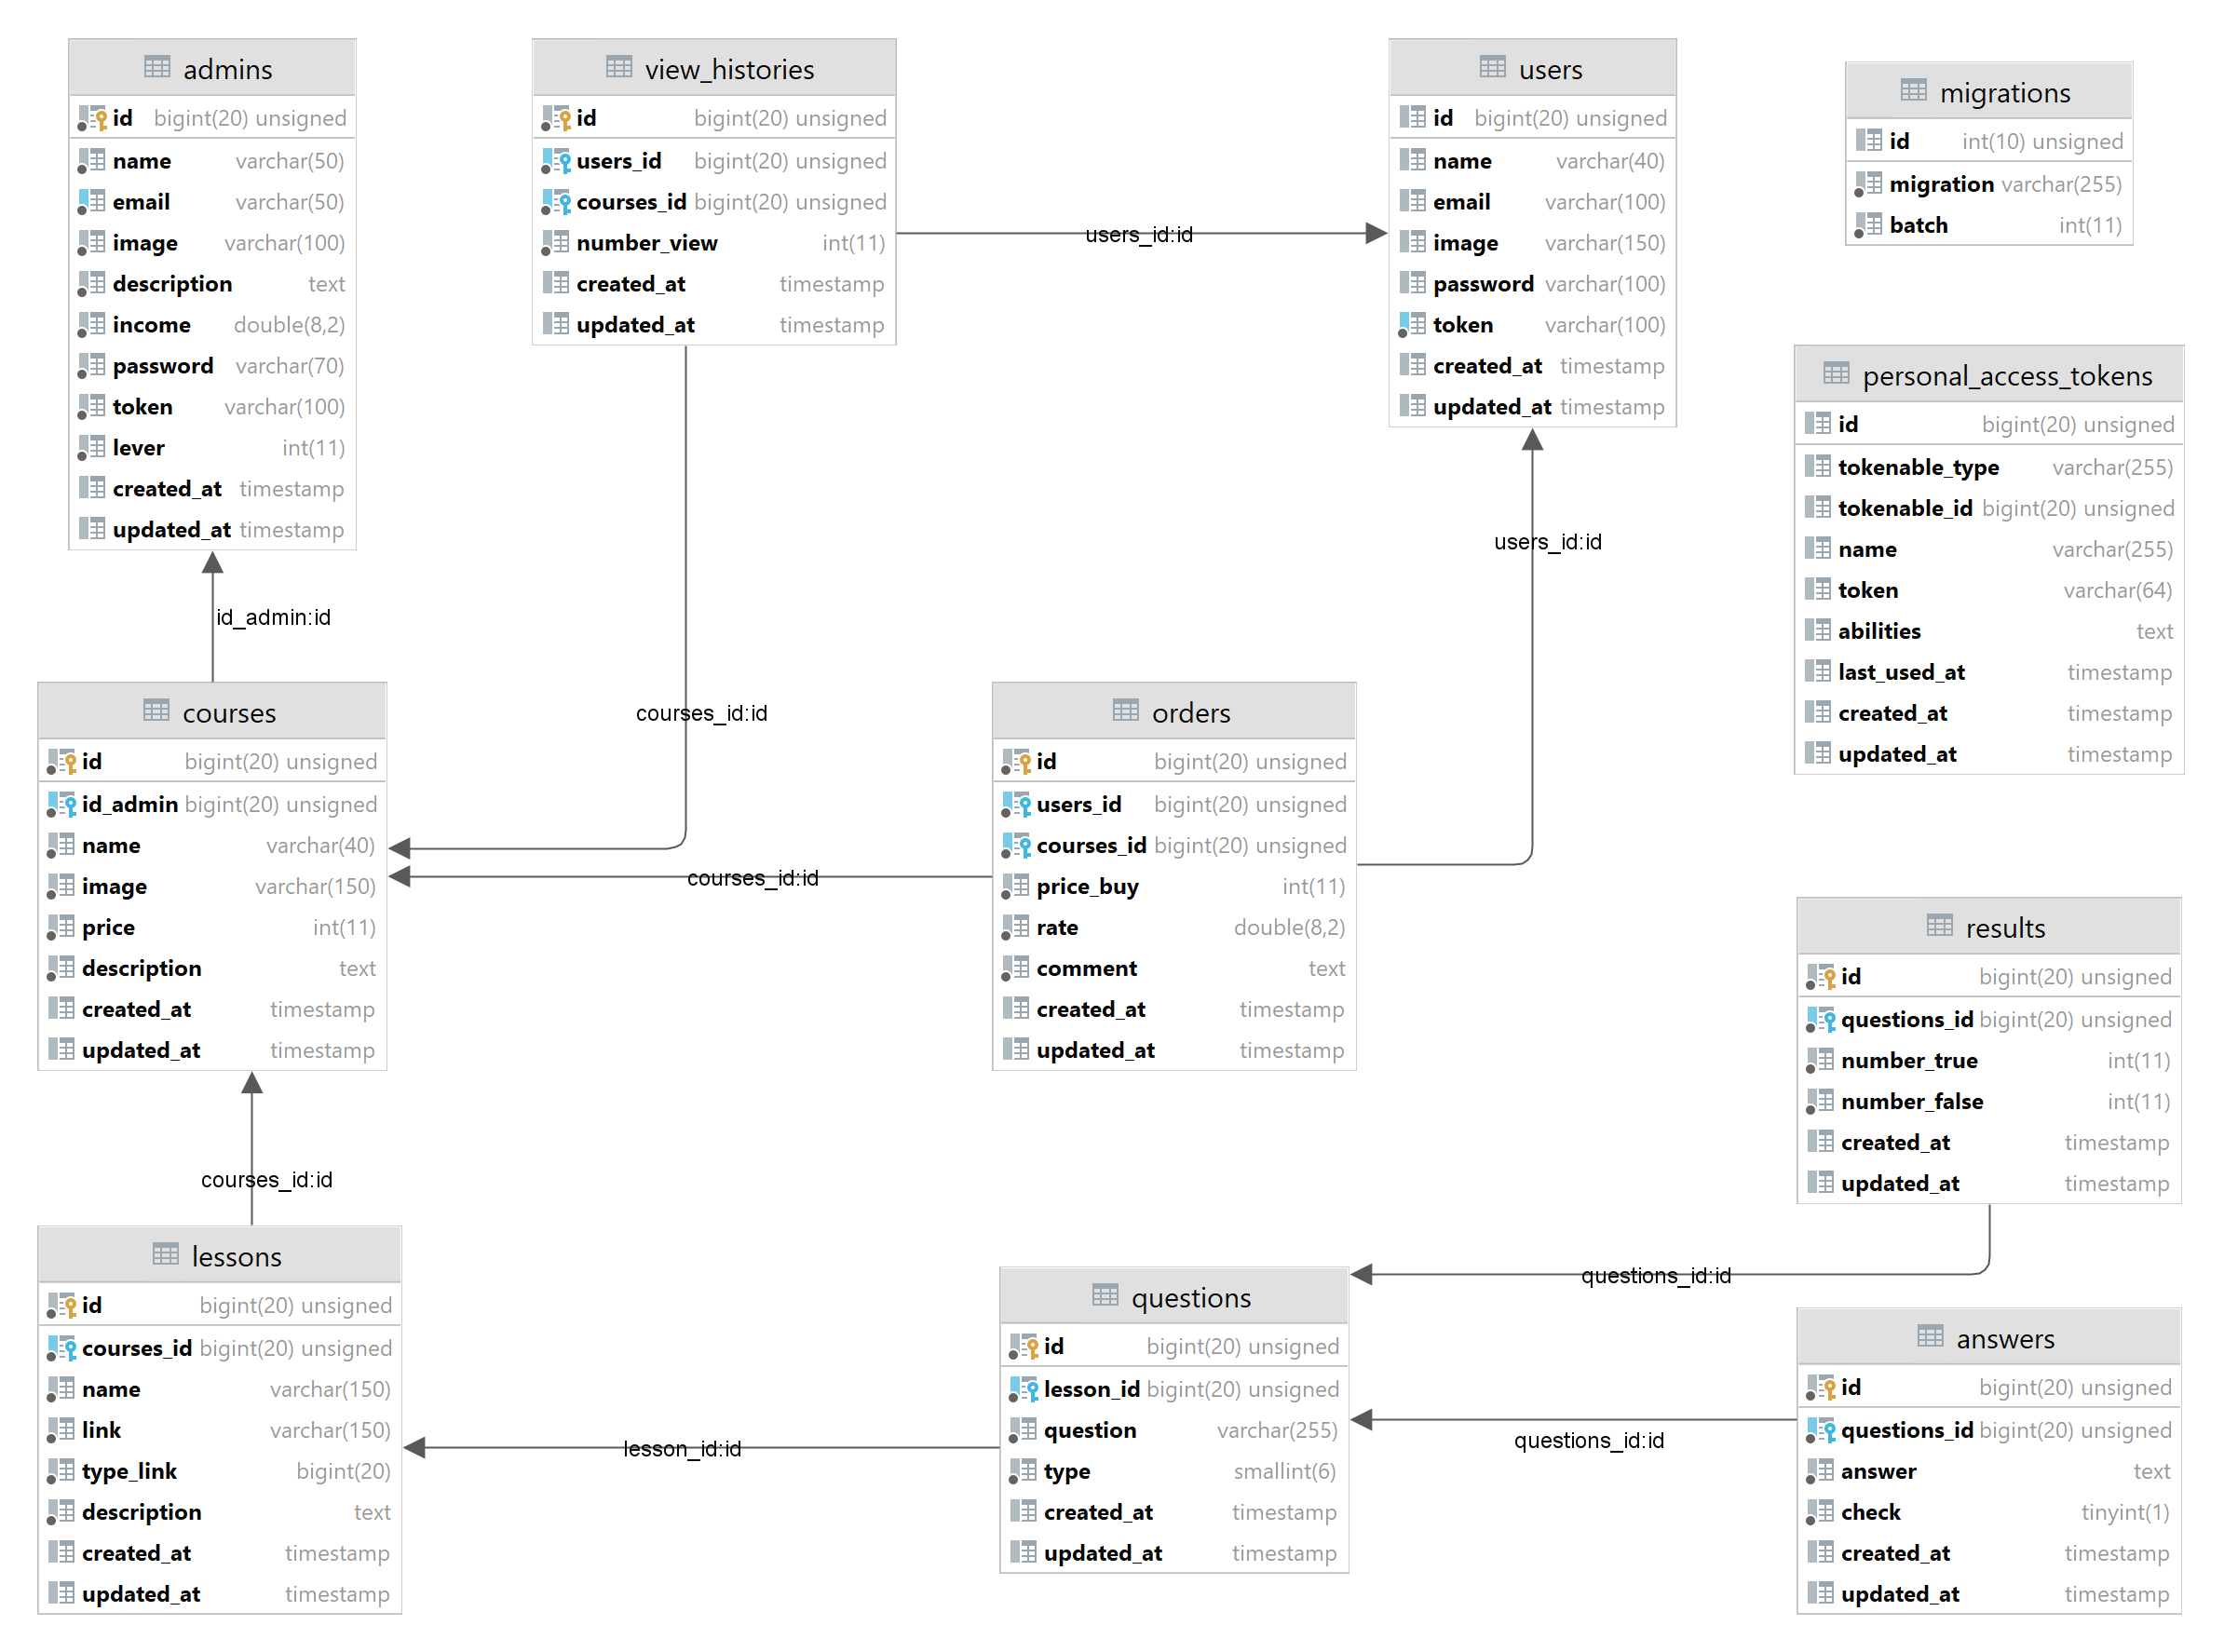 admins
id bigint(20) unsigned
name varchar(50)
email varchar(50)
image varchar(100)
description text
income double(8,2)
password varchar(70)
token varchar(100)
lever int(11)
created_at timestamp
updated_at timestamp
view_histories
id bigint(20) unsigned
users_id bigint(20) unsigned
courses_id bigint(20) unsigned
number_view int(11)
created_at timestamp
updated_at timestamp
users_id:id
users
id bigint(20) unsigned
name varchar(40)
email varchar(100)
image varchar(150)
password varchar(100)
token varchar(100)
created_at timestamp
updated_at timestamp
migrations
id int(10) unsigned
migration varchar(255)
batch int(11)
personal_access_tokens
id bigint(20) unsigned
tokenable_type varchar(255)
tokenable_id bigint(20) unsigned
name varchar(255)
token varchar(64)
abilities text
last_used_at timestamp
created_at timestamp
updated_at timestamp
users_id:id
id_admin:id
courses_id:id
courses
id bigint(20) unsigned
id_admin bigint(20) unsigned
name varchar(40)
image varchar(150)
price int(11)
description text
created_at timestamp
updated_at timestamp
courses_id:id
orders
id bigint(20) unsigned
users_id bigint(20) unsigned
courses_id bigint(20) unsigned
price_buy int(11)
rate double(8,2)
comment text
created_at timestamp
updated_at timestamp
results
id bigint(20) unsigned
questions_id bigint(20) unsigned
number_true int(11)
number_false int(11)
created_at timestamp
updated_at timestamp
courses_id:id
questions_id:id
lessons
id bigint(20) unsigned
courses_id bigint(20) unsigned
name varchar(150)
link varchar(150)
type_link bigint(20)
description text
created_at timestamp
updated_at timestamp
lesson_id:id
questions
id bigint(20) unsigned
lesson_id bigint(20) unsigned
question varchar(255)
type smallint(6)
created_at timestamp
updated_at timestamp
questions_id:id
answers
id bigint(20) unsigned
questions_id bigint(20) unsigned
answer text
check tinyint(1)
created_at timestamp
updated_at timestamp